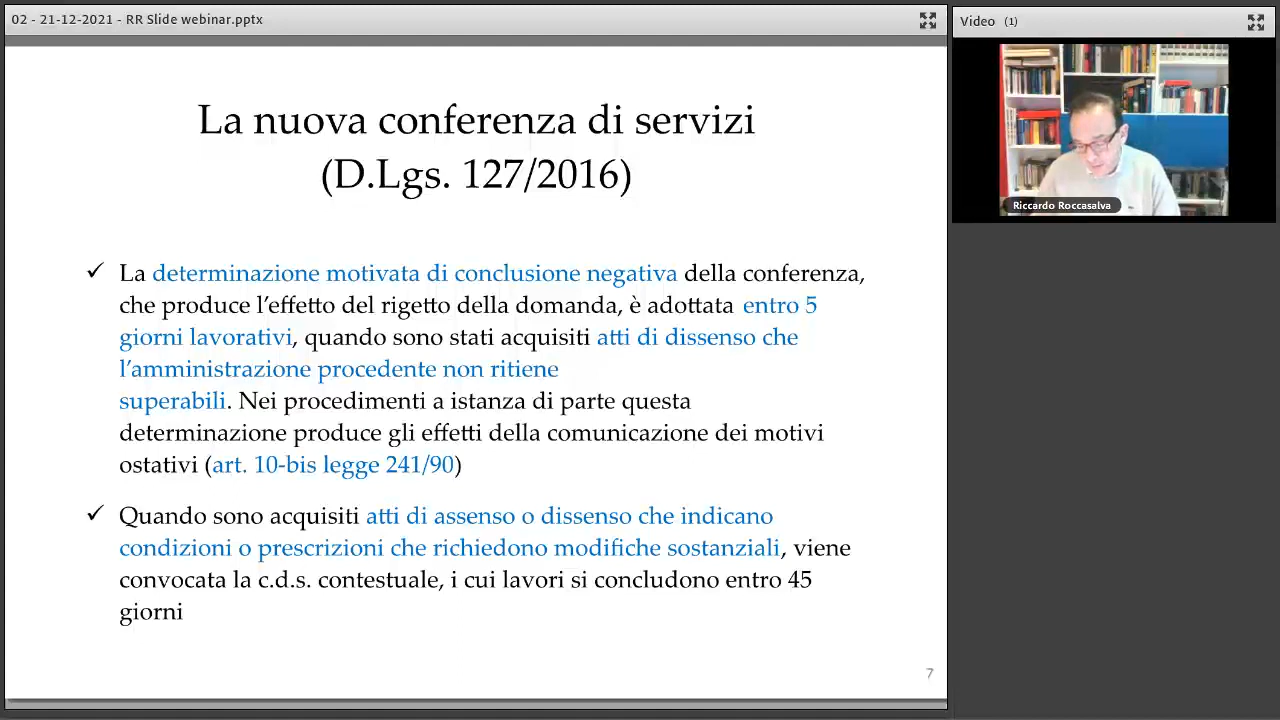 02 - 21-12-2021 - RR Slide webinar.pptx
Video (1)
Riccardo Roccasalva
La nuova conferenza di servizi
(D.Lgs. 127/2016)
✓ La determinazione motivata di conclusione negativa della conferenza,
che produce l'effetto del rigetto della domanda, è adottata entro 5
giorni lavorativi, quando sono stati acquisiti atti di dissenso che
l'amministrazione procedente non ritiene
superabili. Nei procedimenti a istanza di parte questa
determinazione produce gli effetti della comunicazione dei motivi
ostativi (art. 10-bis legge 241/90)
✓ Quando sono acquisiti atti di assenso o dissenso che indicano
condizioni o prescrizioni che richiedono modifiche sostanziali, viene
convocata la c.d.s. contestuale, i cui lavori si concludono entro 45
giorni
7